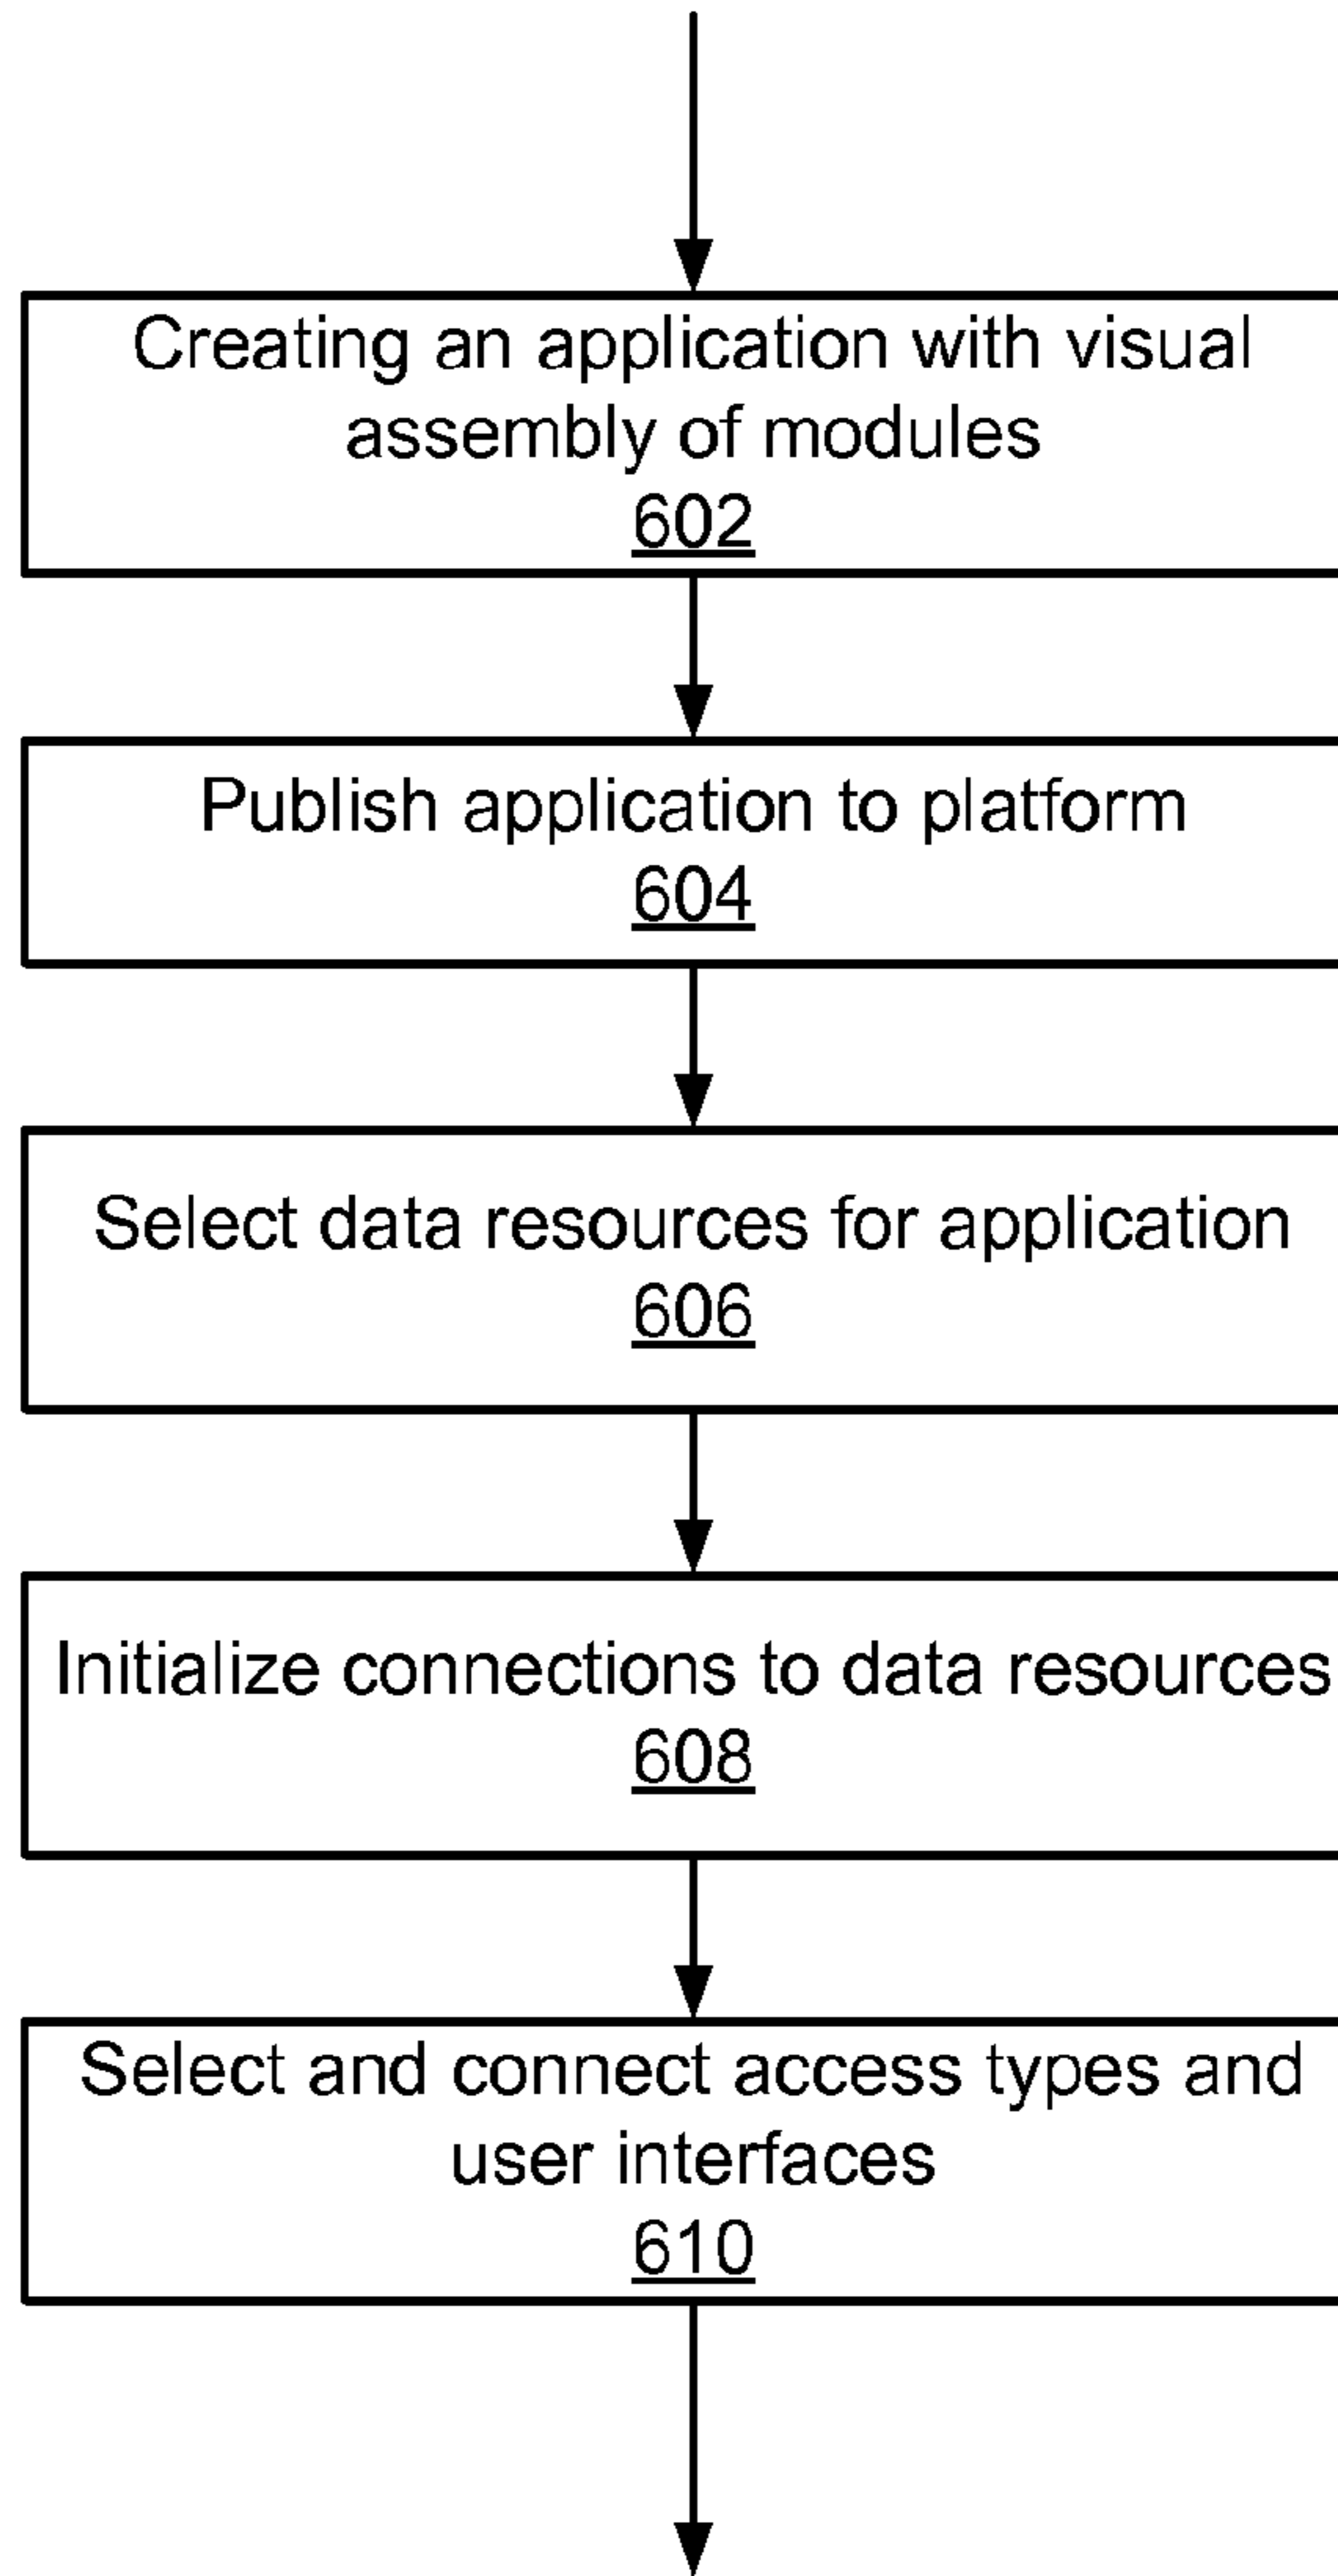 Creating an application with visual
assembly of modules
602
Publish application to platform
604
Select data resources for application
606
Initialize connections to data resources
608
Select and connect access types and
user interfaces
610